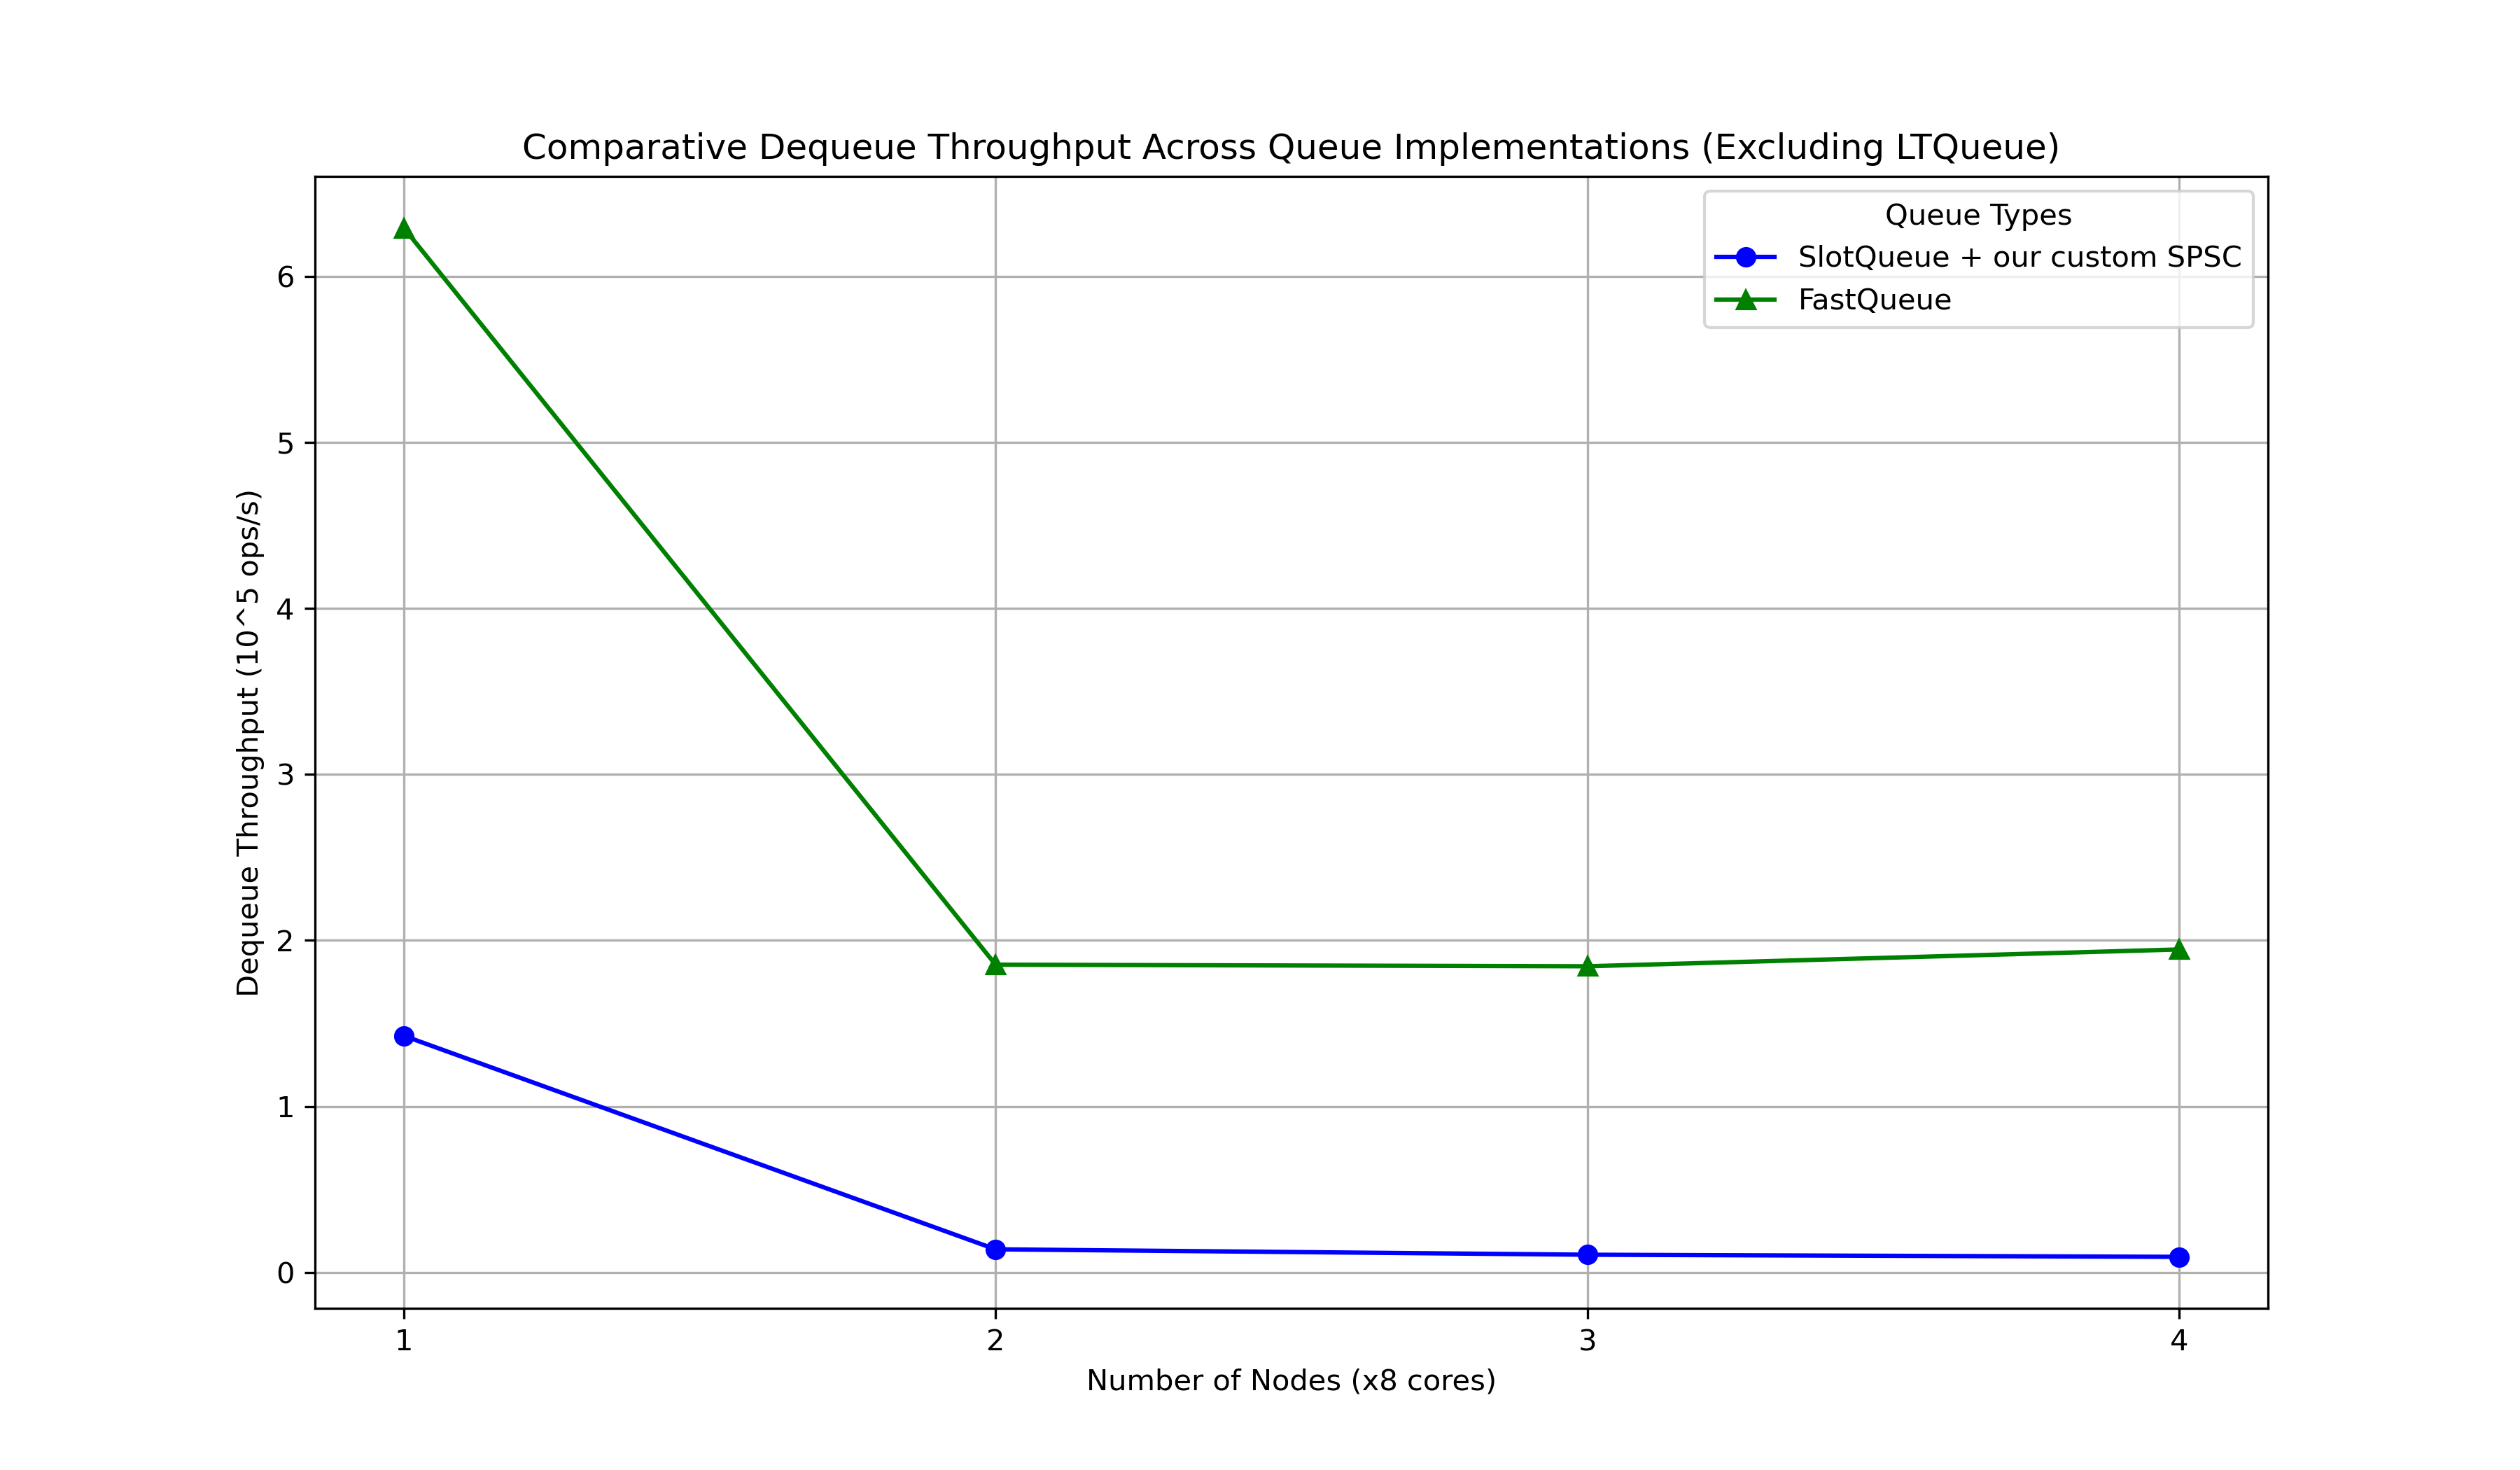 Comparative Dequeue Throughput Across Queue Implementations (Excluding LTQueue)
Queue Types
SlotQueue + our custom SPSC
FastQueue
Dequeue Throughput (10^5 ops/s)
6
5
4
3
2
1
0
1
2
3
4
Number of Nodes (x8 cores)